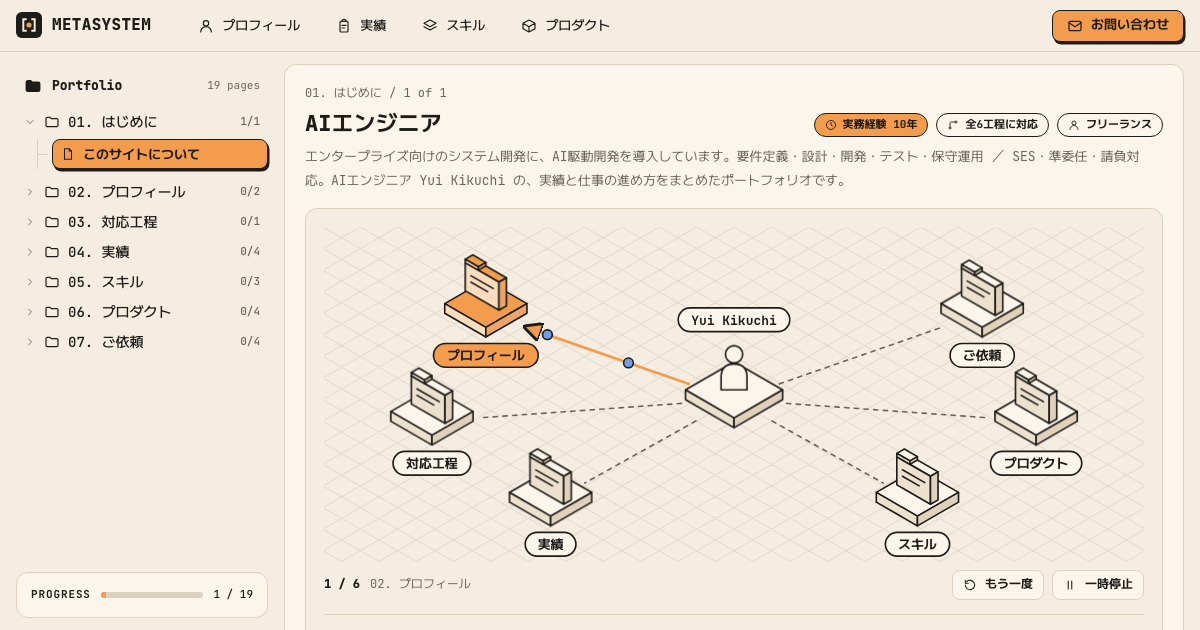 METASYSTEM
プロフィール
実績
スキル
プロダクト
お問い合わせ
Portfolio
19 pages
01. はじめに
1/1
このサイトについて
02. プロフィール
0/2
03. 対応工程
0/1
04. 実績
0/4
05. スキル
0/3
06. プロダクト
0/4
07. ご依頼
0/4
PROGRESS
1 / 19
01. はじめに / 1 of 1
AIエンジニア
実務経験 10年
全6工程に対応
フリーランス
エンタープライズ向けのシステム開発に、AI駆動開発を導入しています。要件定義・設計・開発・テスト・保守運用 ／ SES・準委任・請負対
応。AIエンジニア Yui Kikuchi の、実績と仕事の進め方をまとめたポートフォリオです。
Yui Kikuchi
プロフィール
ご依頼
対応工程
プロダクト
実績
スキル
1 / 6 02. プロフィール
もう一度
一時停止